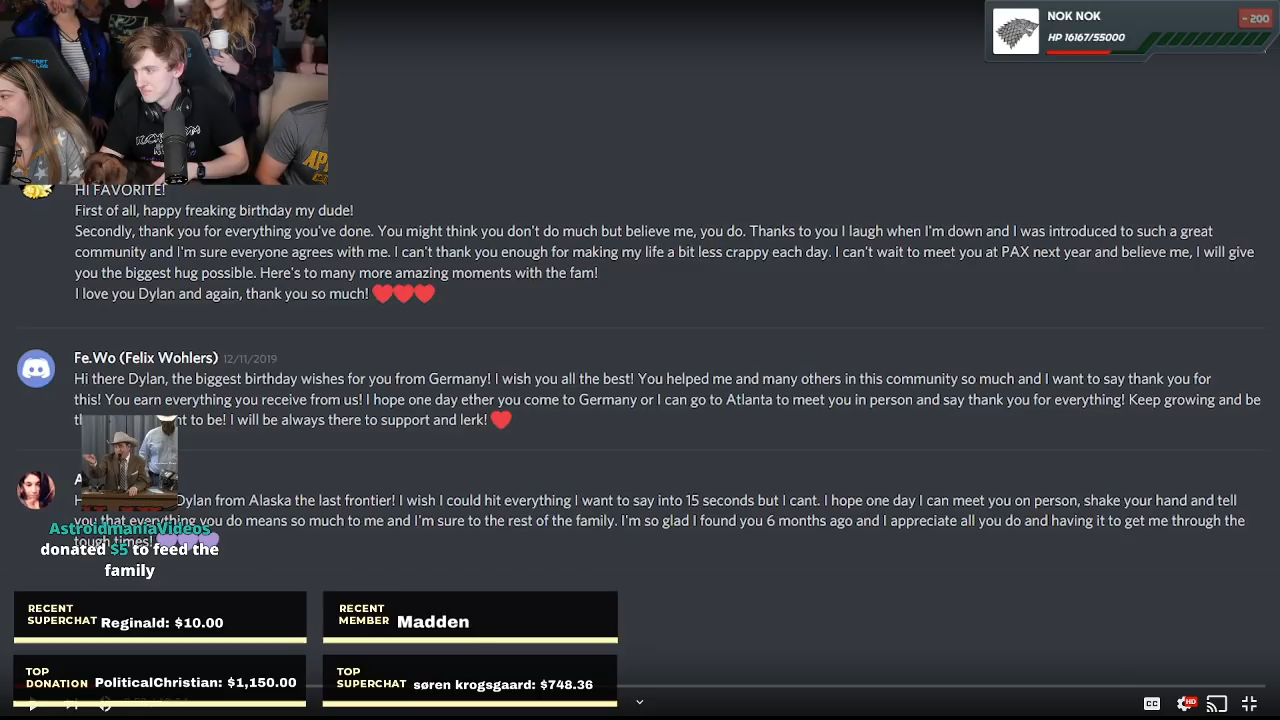 NOK NOK
- 200
HP 16167/55000
HI FAVORITE!
First of all, happy freaking birthday my dude!
Secondly, thank you for everything you've done. You might think you don't do much but believe me, you do. Thanks to you I laugh when I'm down and I was introduced to such a great
community and I'm sure everyone agrees with me. I can't thank you enough for making my life a bit less crappy each day. I can't wait to meet you at PAX next year and believe me, I will give
you the biggest hug possible. Here's to many more amazing moments with the fam!
I love you Dylan and again, thank you so much! ❤️❤️❤️
Fe.Wo (Felix Wohlers) 12/11/2019
Hi there Dylan, the biggest birthday wishes for you from Germany! I wish you all the best! You helped me and many others in this community so much and I want to say thank you for
this! You earn everything you receive from us! I hope one day ether you come to Germany or I can go to Atlanta to meet you in person and say thank you for everything! Keep growing and be
to be! I will be always there to support and lerk! ❤️
Dylan from Alaska the last frontier! I wish I could hit everything I want to say into 15 seconds but I cant. I hope one day I can meet you on person, shake your hand and tell
you that everything you do means so much to me and I'm sure to the rest of the family. I'm so glad I found you 6 months ago and I appreciate all you do and having it to get me through the
tough times! 💜💜💜
AstroidmaniaVideos
donated $5 to feed the
family
RECENT SUPERCHAT Reginald: $10.00
RECENT MEMBER Madden
TOP DONATION PoliticalChristian: $1,150.00
TOP SUPERCHAT søren krogsgaard: $748.36
CC
HD